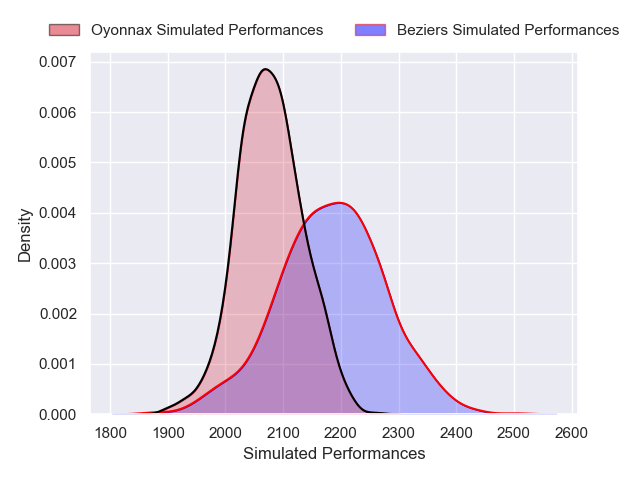 Oyonnax Simulated Performances
Beziers Simulated Performances
0.007
0.006
0.005
0.004
0.003
0.002
0.001
0.000
Density
1800 1900 2000 2100 2200 2300 2400 2500 2600
Simulated Performances